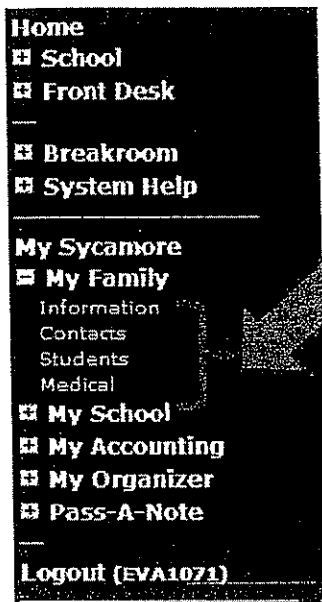 Home
School
Front Desk
Breakroom
System Help
My Sycamore
My Family
Information
Contacts
Students
Medical
My School
My Accounting
My Organizer
Pass-A-Note
Logout (EVA1071)